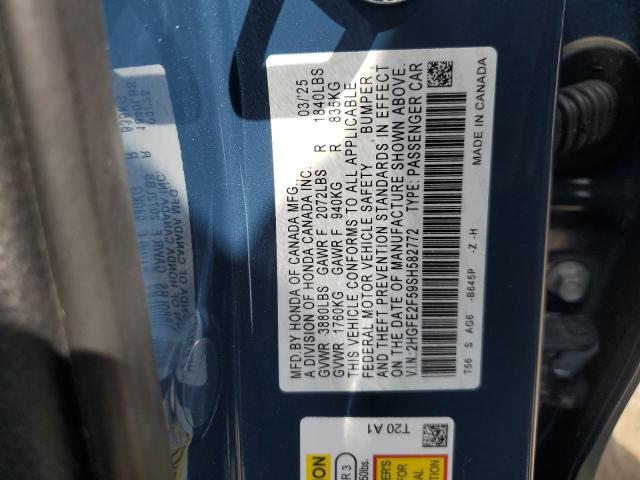 MFD.BY HONDA OF CANADA MFG. 03/'25
A DIVISION OF HONDA CANADA INC.
GVWR 3880LBS GAWR F 2072LBS R 1840LBS
GVWR 1760KG GAWR F 940KG R 835KG
THIS VEHICLE CONFORMS TO ALL APPLICABLE
FEDERAL MOTOR VEHICLE SAFETY BUMPER,
AND THEFT PREVENTION STANDARDS IN EFFECT
ON THE DATE OF MANUFACTURE SHOWN ABOVE.
V.I.N.:2HGFE2F59SH582772 TYPE:PASSENGER CAR
T56 S AG6 -B645P -Z -H
MADE IN CANADA
T20 A1